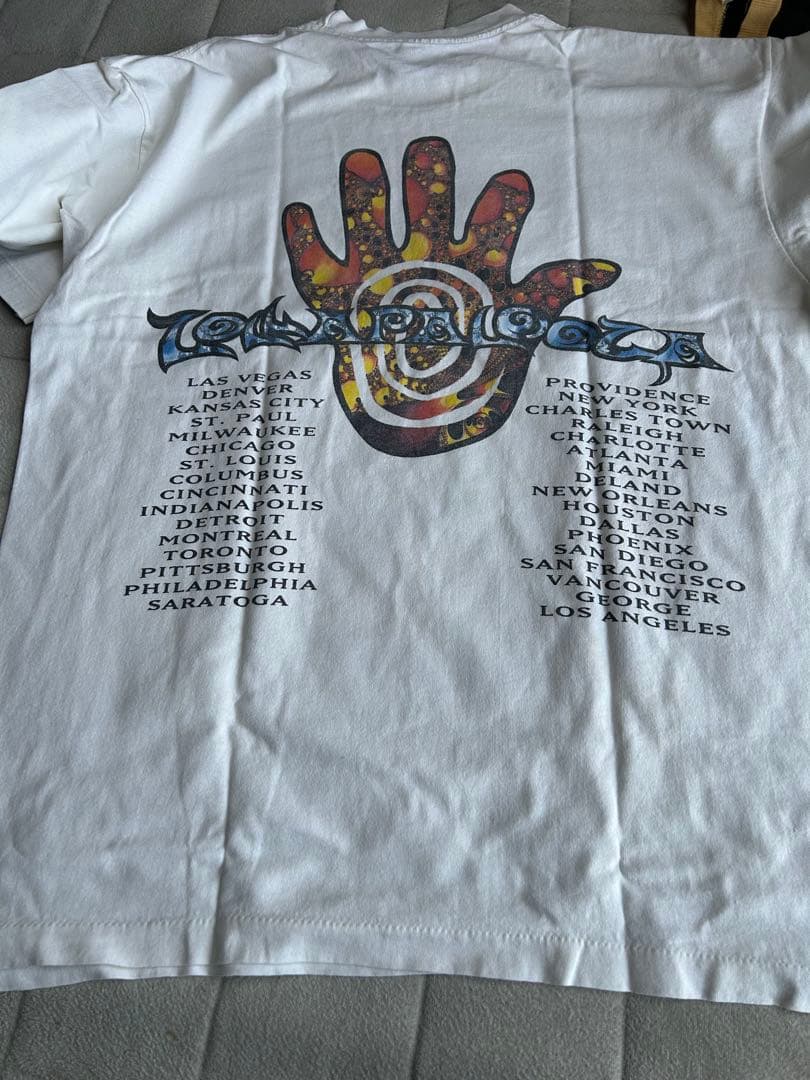 LOLLAPALOOZA
LAS VEGAS
DENVER
KANSAS CITY
ST. PAUL
MILWAUKEE
CHICAGO
ST. LOUIS
COLUMBUS
CINCINNATI
INDIANAPOLIS
DETROIT
MONTREAL
TORONTO
PITTSBURGH
PHILADELPHIA
SARATOGA
PROVIDENCE
NEW YORK
CHARLES TOWN
RALEIGH
CHARLOTTE
ATLANTA
MIAMI
DELAND
NEW ORLEANS
HOUSTON
DALLAS
PHOENIX
SAN DIEGO
SAN FRANCISCO
VANCOUVER
GEORGE
LOS ANGELES